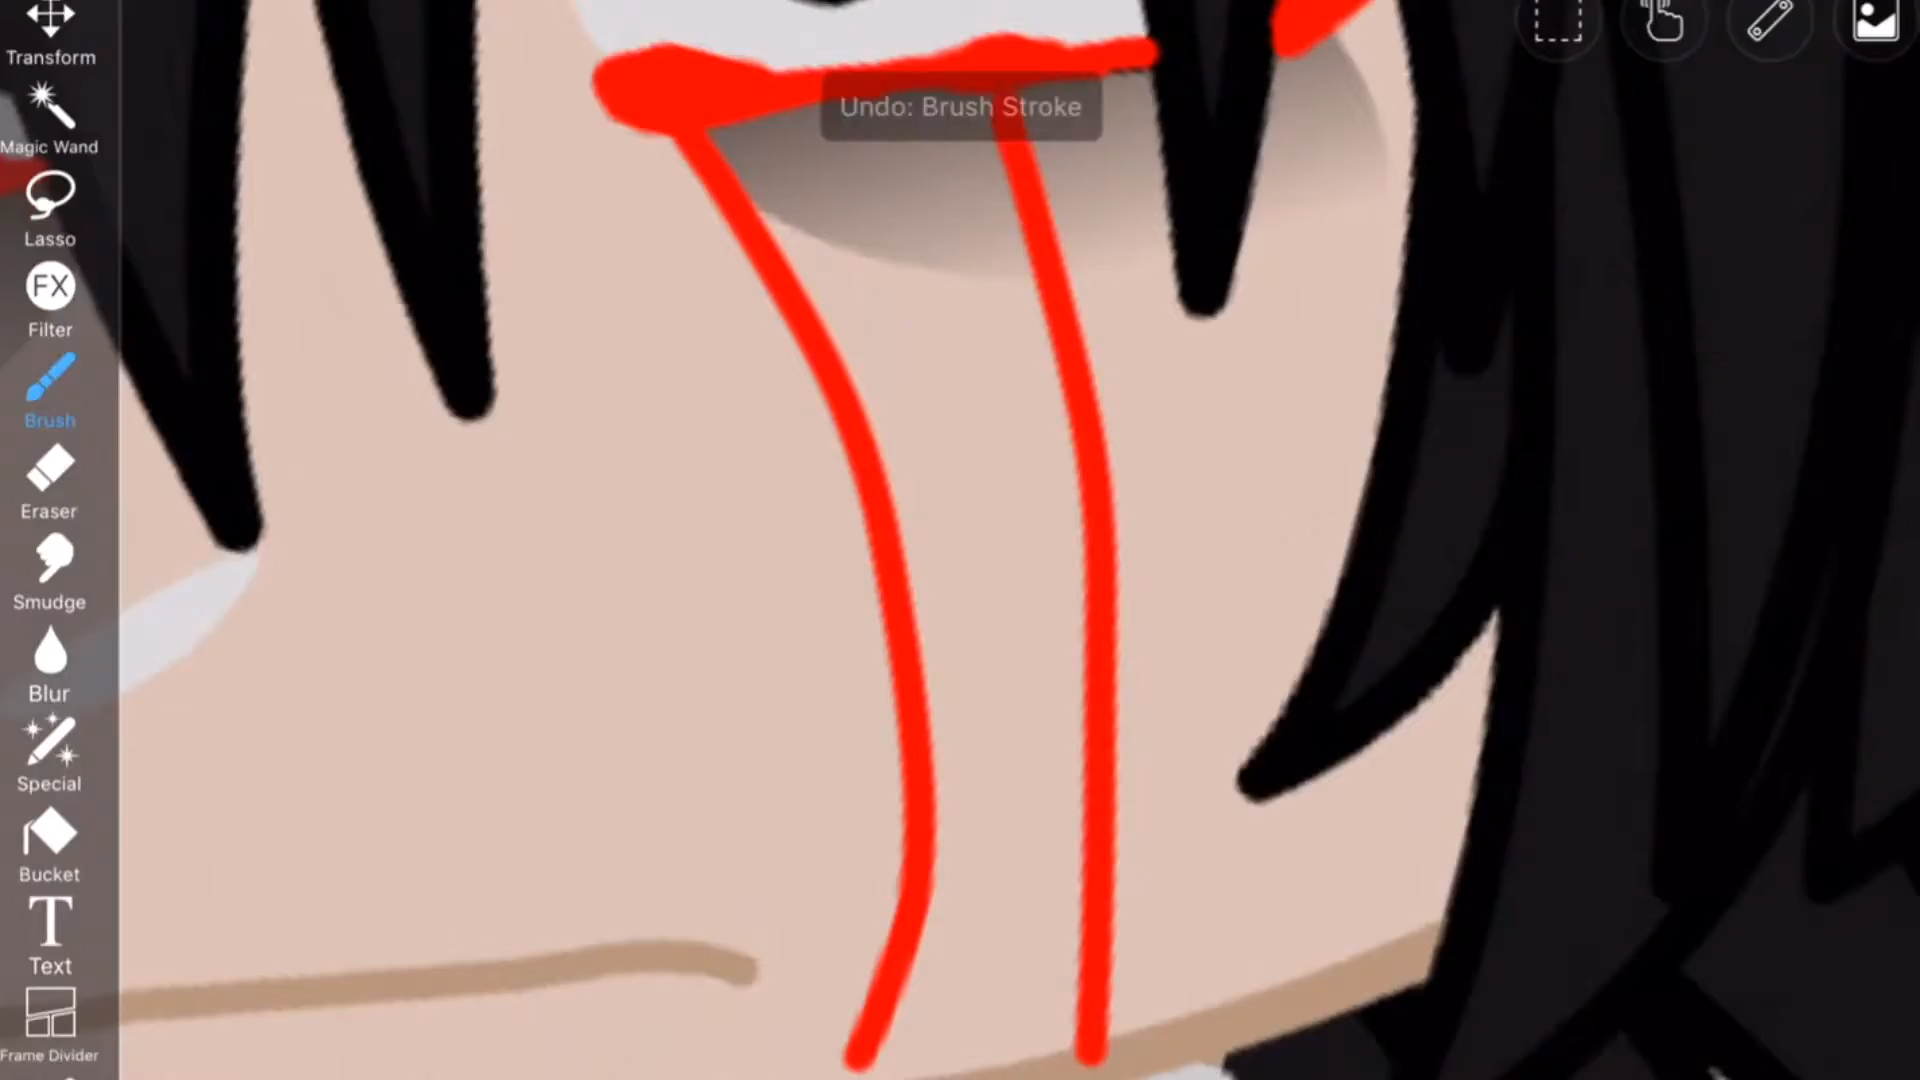 Transform
Magic Wand
Lasso
FX
Filter
Brush
Eraser
Smudge
Blur
Special
Bucket
T
Text
Frame Divider
Undo: Brush Stroke